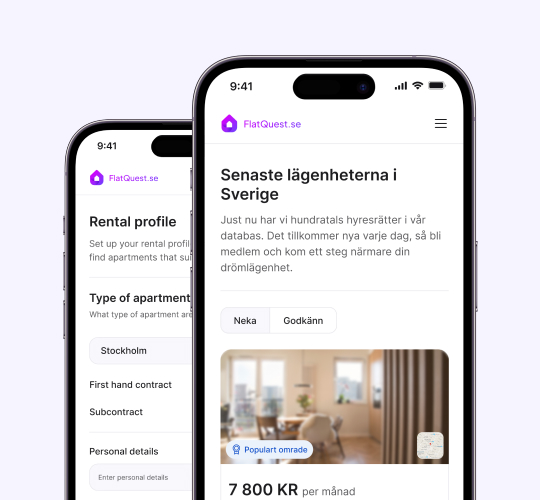 9:41
FlatQuest.se
Rental profile
Set up your rental profile
find apartments that
Type of apartment
What type of apartment are
Stockholm
First hand contract
Subcontract
Personal details
Enter personal details
9:41
FlatQuest.se
Senaste lägenheterna i
Sverige
Just nu har vi hundratals hyresrätter i vår
databas. Det tillkommer nya varje dag, så bli
medlem och kom ett steg närmare din
drömlägenhet.
Neka
Godkänn
Populart omrade
7 800 KR per månad